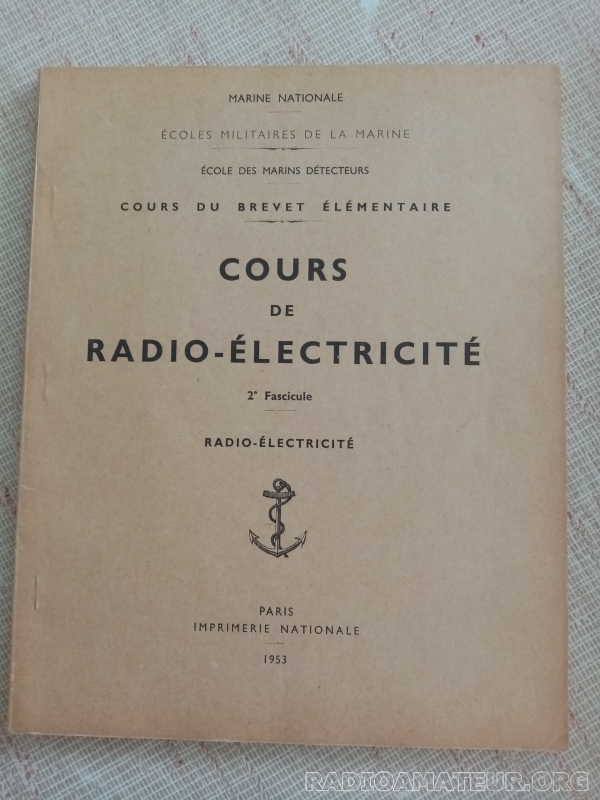 MARINE NATIONALE
ÉCOLES MILITAIRES DE LA MARINE
ÉCOLE DES MARINS DÉTECTEURS
COURS DU BREVET ÉLÉMENTAIRE
COURS
DE
RADIO-ÉLECTRICITÉ
2e Fascicule
RADIO-ÉLECTRICITÉ
PARIS
IMPRIMERIE NATIONALE
1953
RADIOAMATEUR.ORG